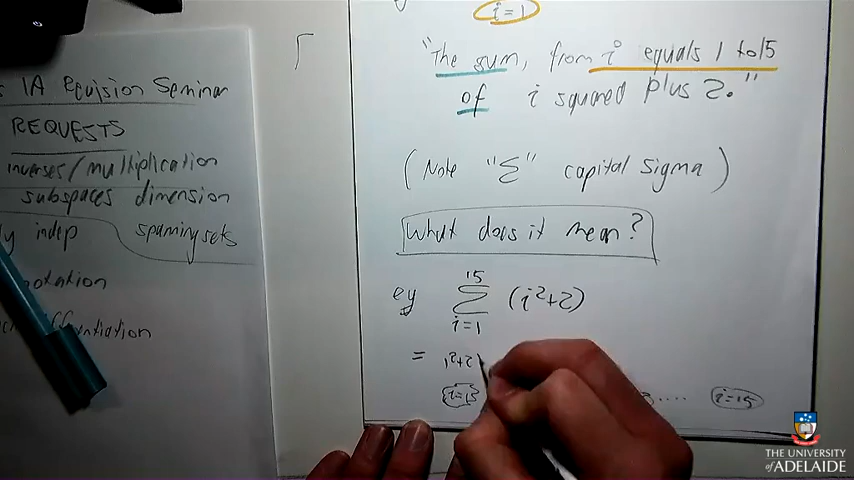 1A Revision Seminar
REQUESTS
inverses/multiplication
subspaces dimension
indep spanning sets
notation
i=1
"The sum, from i equals 1 to 15
of i squared plus 2."
(Note "Σ" capital sigma)
What does it mean?
eg 15
Σ (i²+2)
i=1
= 1²+2
i=15
THE UNIVERSITY
of ADELAIDE